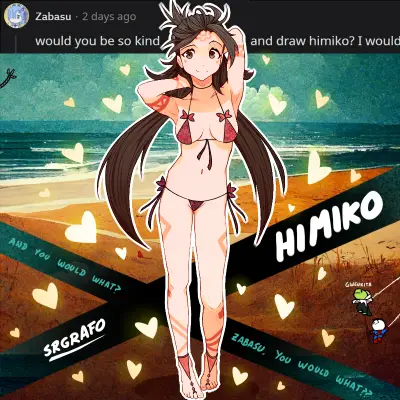 Zabasu · 2 days ago
would you be so kind and draw himiko? I would
HIMIKO
AND YOU WOULD WHAT?
SRGRAFO
ZABASU, YOU WOULD WHAT??